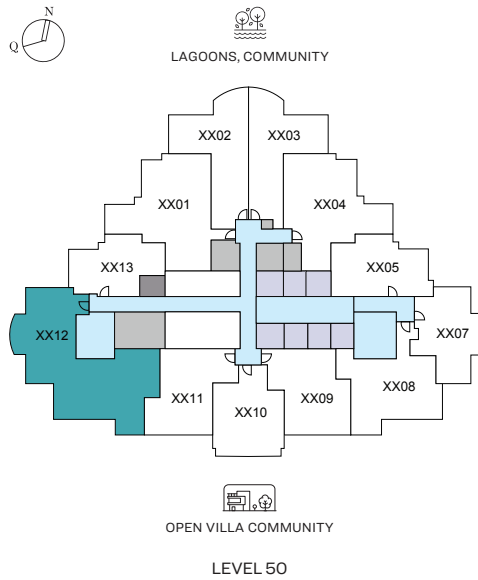 N
Q
LAGOONS, COMMUNITY
XX02
XX03
XX01
XX04
XX13
XX05
XX12
XX07
XX08
XX11
XX09
XX10
OPEN VILLA COMMUNITY
LEVEL 50